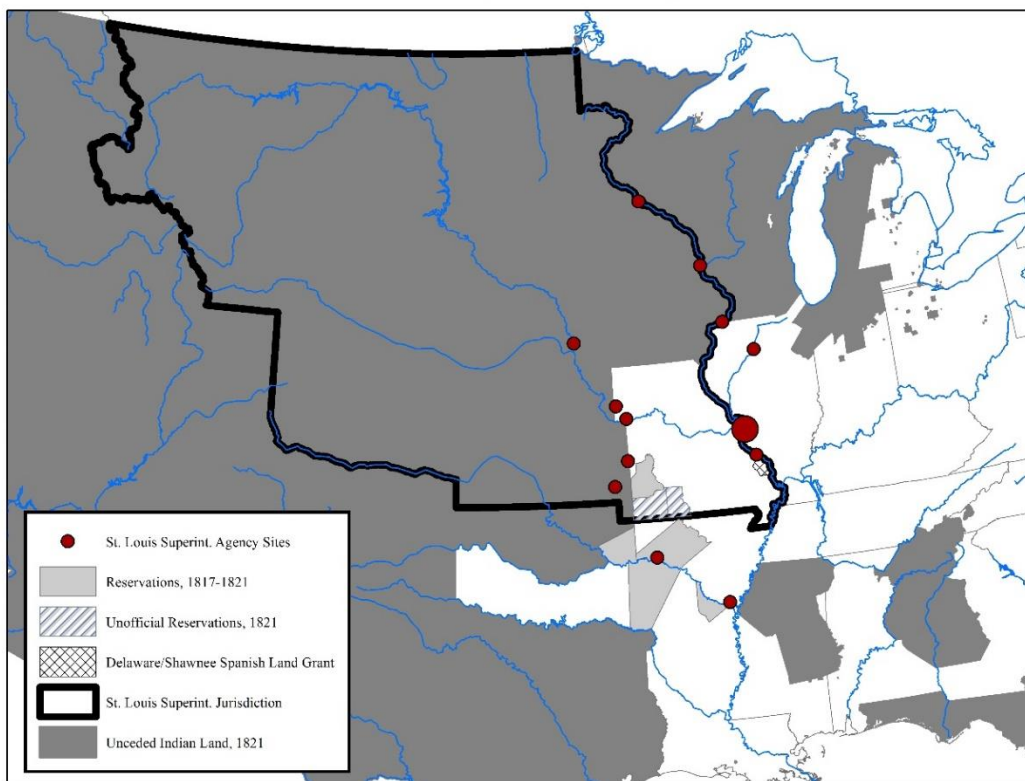 St. Louis Superint. Agency Sites
Reservations, 1817-1821
Unofficial Reservations, 1821
Delaware/Shawnee Spanish Land Grant
St. Louis Superint. Jurisdiction
Unceded Indian Land, 1821